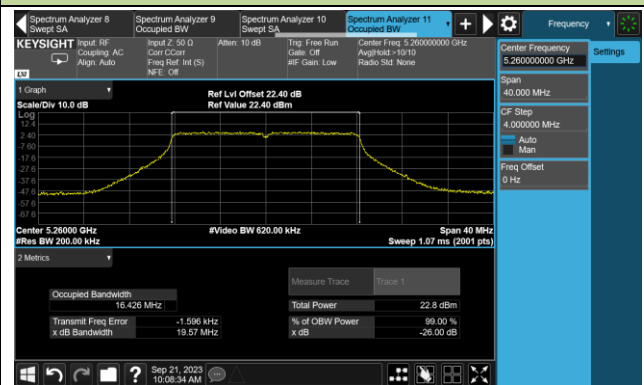 Spectrum Analyzer 8
Swept SA
Spectrum Analyzer 9
Occupied BW
Spectrum Analyzer 10
Swept SA
Spectrum Analyzer 11
Occupied BW
Frequency
KEYSIGHT
Input: RF
Coupling: AC
Align: Auto
Input Z: 50 Ω
Corr CCorr
Freq Ref: Int (S)
NFE: Off
Atten: 10 dB
Trig: Free Run
Gate: Off
#IF Gain: Low
Center Freq: 5.260000000 GHz
Avg|Hold:>10/10
Radio Std: None
LXI
Center Frequency
5.260000000 GHz
Settings
Span
40.000 MHz
CF Step
4.000000 MHz
Auto
Man
Freq Offset
0 Hz
1 Graph
Scale/Div 10.0 dB
Ref Lvl Offset 22.40 dB
Ref Value 22.40 dBm
Log
12.4
2.40
-7.60
-17.6
-27.6
-37.6
-47.6
-57.6
-67.6
Center 5.26000 GHz
#Res BW 200.00 kHz
#Video BW 620.00 kHz
Span 40 MHz
Sweep 1.07 ms (2001 pts)
2 Metrics
Measure Trace
Trace 1
Occupied Bandwidth
16.426 MHz
Total Power
22.8 dBm
Transmit Freq Error
-1.596 kHz
% of OBW Power
99.00 %
x dB Bandwidth
19.57 MHz
x dB
-26.00 dB
Sep 21, 2023
10:08:34 AM